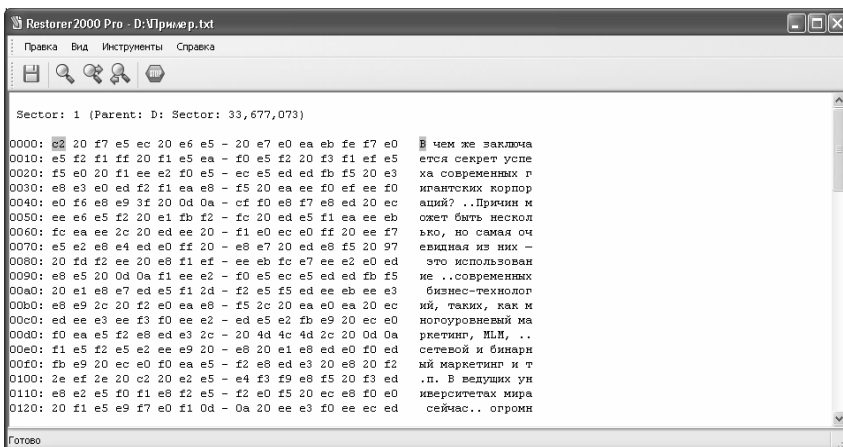 Restorer2000 Pro - D:\Пример.txt
Правка Вид Инструменты Справка
STOP
Sector: 1 (Parent: D: Sector: 33,677,073)
0000: c2 20 f7 e5 ec 20 e6 e5 - 20 e7 e0 ea eb fe f7 e0 В чем же заключа
0010: e5 f2 f1 ff 20 f1 e5 ea - f0 e5 f2 20 f3 f1 ef e5 ется секрет успе
0020: f5 e0 20 f1 ee e2 f0 e5 - ec e5 ed ed fb f5 20 e3 ха современных г
0030: e8 e3 e0 ed f2 f1 ea e8 - f5 20 ea ee f0 ef ee f0 игантских корпор
0040: e0 f6 e8 e9 3f 20 0d 0a - cf f0 e8 f7 e8 ed 20 ec аций? ..Причин м
0050: ee e6 e5 f2 20 e1 fb f2 - fc 20 ed e5 f1 ea ee eb ожет быть нескол
0060: fc ea ee 2c 20 ed ee 20 - f1 e0 ec e0 ff 20 ee f7 ько, но самая оч
0070: e5 e2 e8 e4 ed e0 ff 20 - e8 e7 20 ed e8 f5 20 97 евидная из них —
0080: 20 fd f2 ee 20 e8 f1 ef - ee eb fc e7 ee e2 e0 ed это использован
0090: e8 e5 20 0d 0a f1 ee e2 - f0 e5 ec e5 ed ed fb f5 ие ..современных
00a0: 20 e1 e8 e7 ed e5 f1 2d - f2 e5 f5 ed ee eb ee e3 бизнес-технолог
00b0: e8 e9 2c 20 f2 e0 ea e8 - f5 2c 20 ea e0 ea 20 ec ий, таких, как м
00c0: ed ee e3 ee f3 f0 ee e2 - ed e5 e2 fb e9 20 ec e0 ногоуровневый ма
00d0: f0 ea e5 f2 e8 ed e3 2c - 20 4d 4c 4d 2c 20 0d 0a ркетинг, MLM, ..
00e0: f1 e5 f2 e5 e2 ee e9 20 - e8 20 e1 e8 ed e0 f0 ed сетевой и бинарн
00f0: fb e9 20 ec e0 f0 ea e5 - f2 e8 ed e3 20 e8 20 f2 ый маркетинг и т
0100: 2e ef 2e 20 c2 20 e2 e5 - e4 f3 f9 e8 f5 20 f3 ed .п. В ведущих ун
0110: e8 e2 e5 f0 f1 e8 f2 e5 - f2 e0 f5 20 ec e8 f0 e0 иверситетах мира
0120: 20 f1 e5 e9 f7 e0 f1 0d - 0a 20 ee e3 f0 ee ec ed сейчас.. огромн
Готово